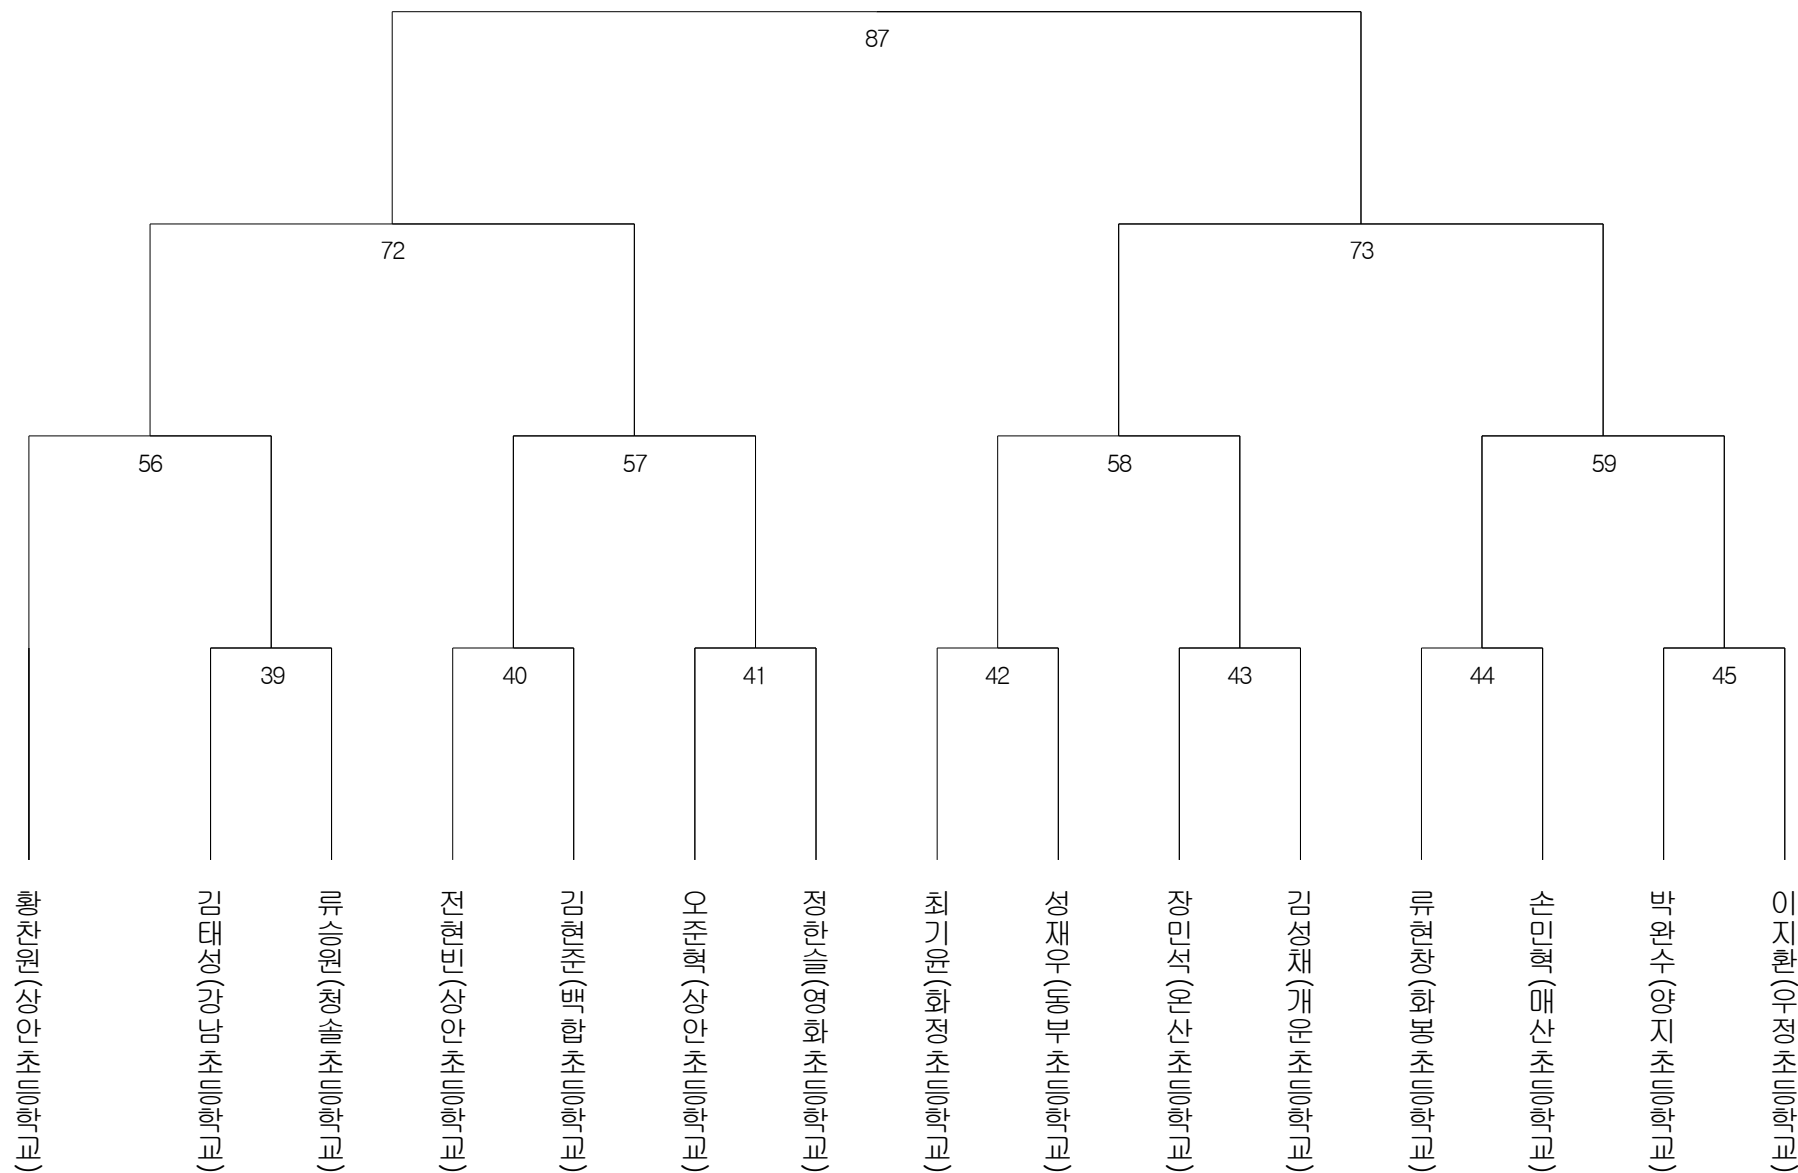 87
72
73
56
57
58
59
39
40
41
42
43
44
45
황찬원(상안초등학교)
김태성(강남초등학교)
류승원(청솔초등학교)
전현빈(상안초등학교)
김현준(백합초등학교)
오준혁(상안초등학교)
정한슬(영화초등학교)
최기윤(화정초등학교)
성재우(동부초등학교)
장민석(온산초등학교)
김성채(개운초등학교)
류현창(화봉초등학교)
손민혁(매산초등학교)
박완수(양지초등학교)
이지환(우정초등학교)